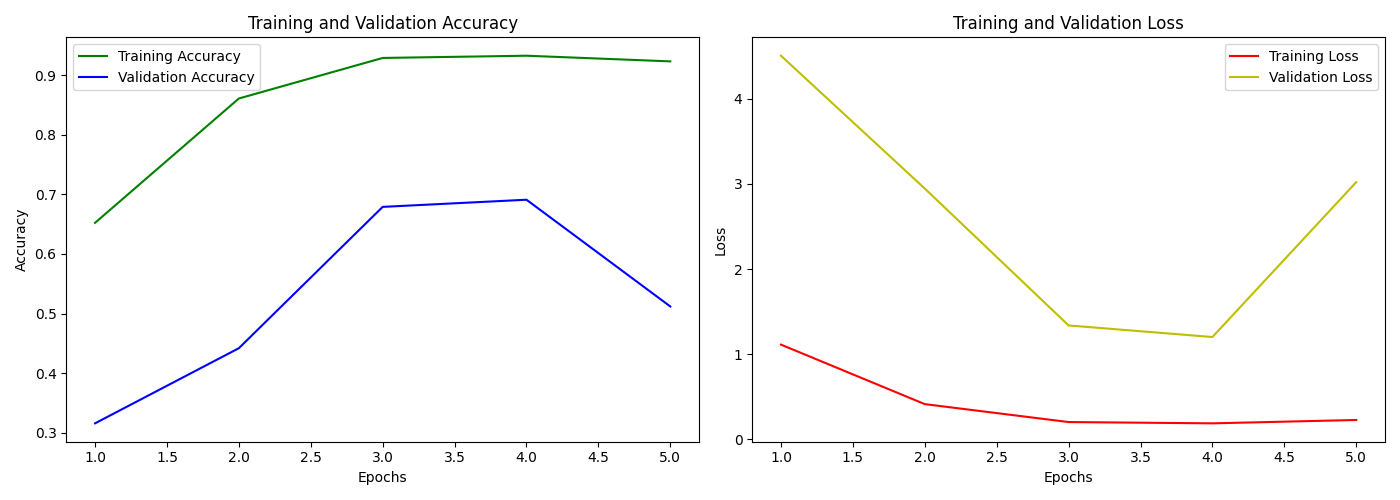 Training and Validation Accuracy
Training Accuracy
Validation Accuracy
Accuracy
0.9
0.8
0.7
0.6
0.5
0.4
0.3
1.0 1.5 2.0 2.5 3.0 3.5 4.0 4.5 5.0
Epochs
Training and Validation Loss
Training Loss
Validation Loss
Loss
4
3
2
1
0
1.0 1.5 2.0 2.5 3.0 3.5 4.0 4.5 5.0
Epochs